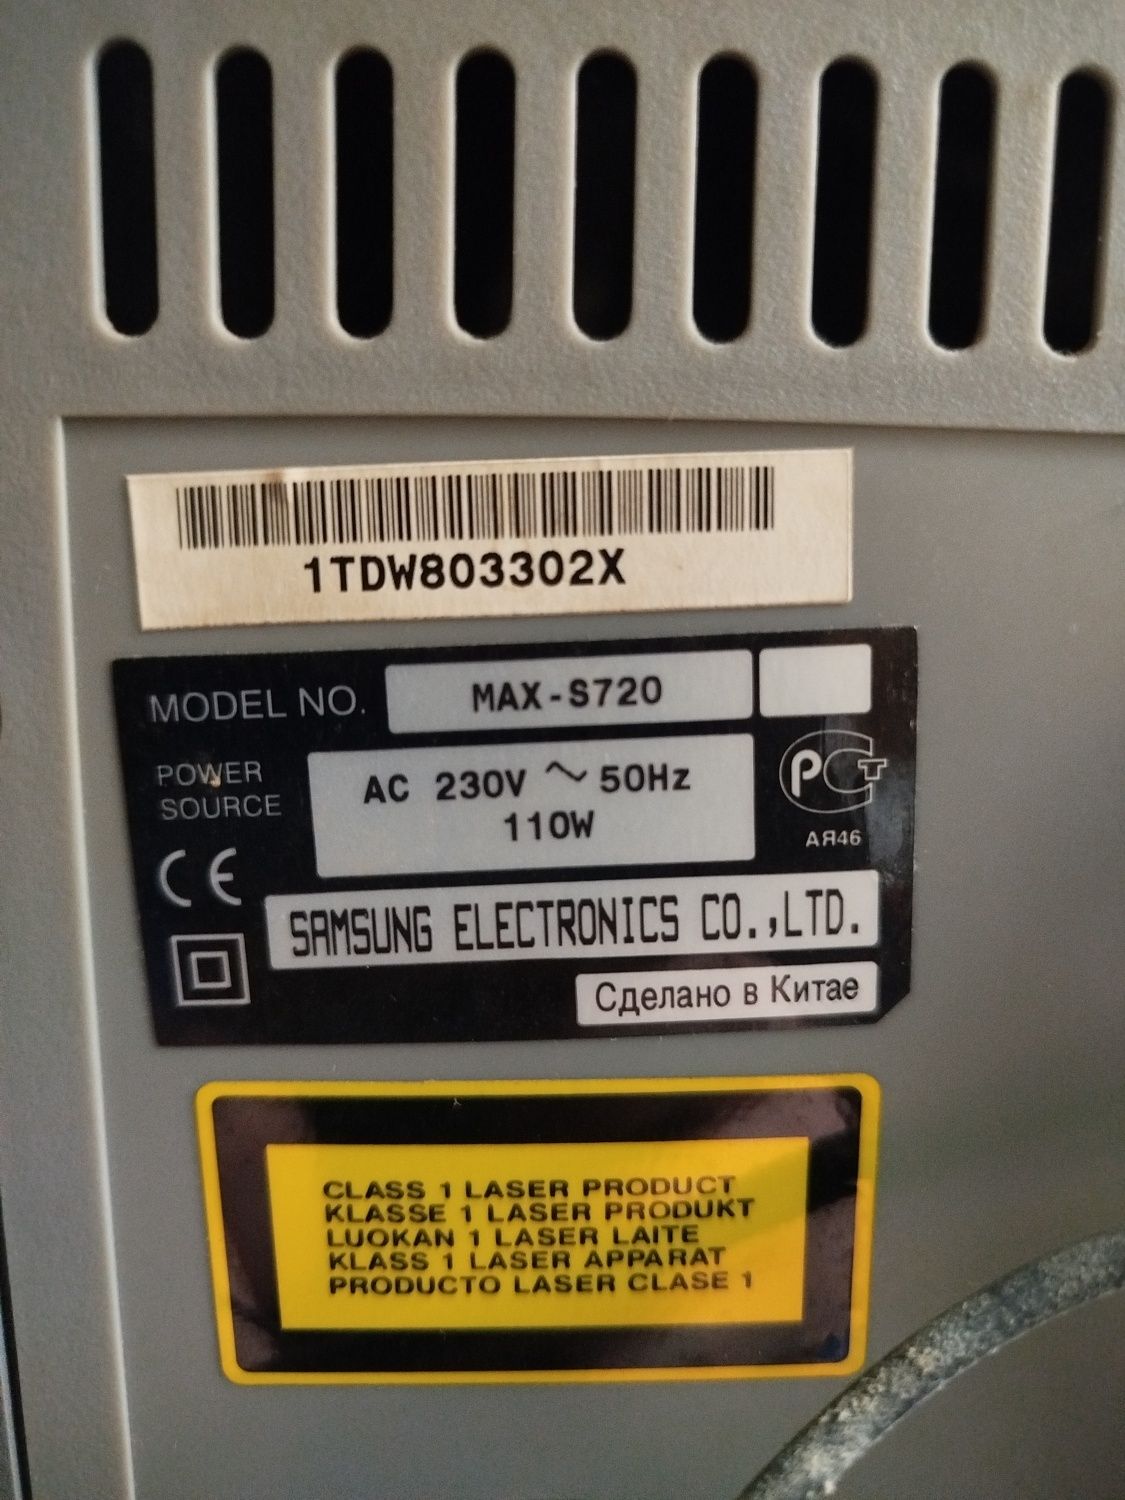 1TDW803302X
MODEL NO. MAX-S720
POWER SOURCE
AC 230V ~ 50Hz
110W
РСТ
АЯ46
CE
SAMSUNG ELECTRONICS CO.,LTD.
Сделано в Китае
CLASS 1 LASER PRODUCT
KLASSE 1 LASER PRODUKT
LUOKAN 1 LASER LAITE
KLASS 1 LASER APPARAT
PRODUCTO LASER CLASE 1